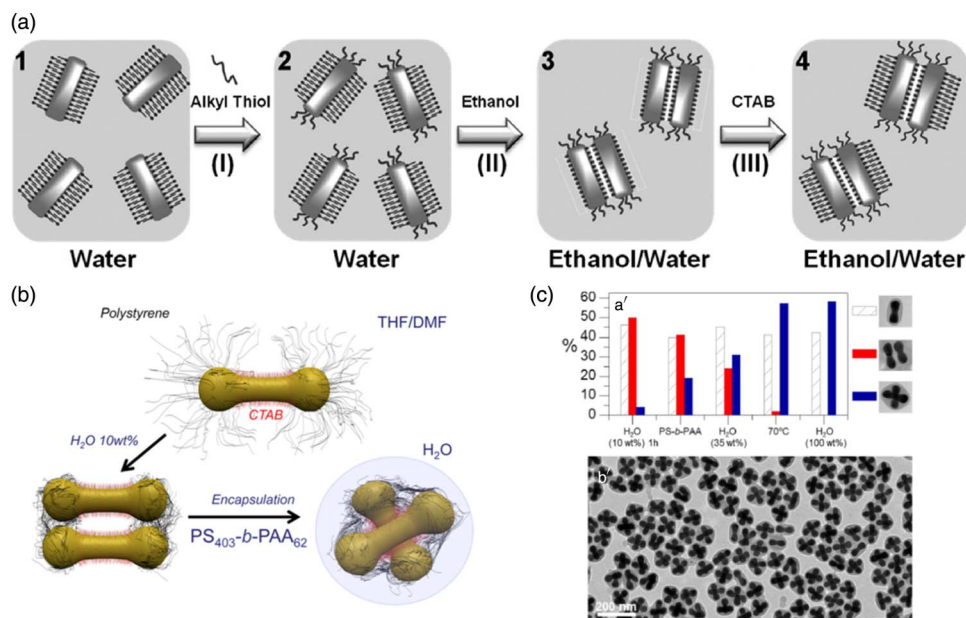 (a)
1
2
3
4
Alkyl Thiol
(I)
Ethanol
(II)
CTAB
(III)
Water
Water
Ethanol/Water
Ethanol/Water
(b)
Polystyrene
THF/DMF
CTAB
H₂O 10wt%
H₂O
Encapsulation
PS₄₀₃-b-PAA₆₂
(c)
a′
60
50
40
%
30
20
10
0
H₂O
(10 wt%) 1h
PS-b-PAA
H₂O
(35 wt%)
70°C
H₂O
(100 wt%)
b′
200 nm